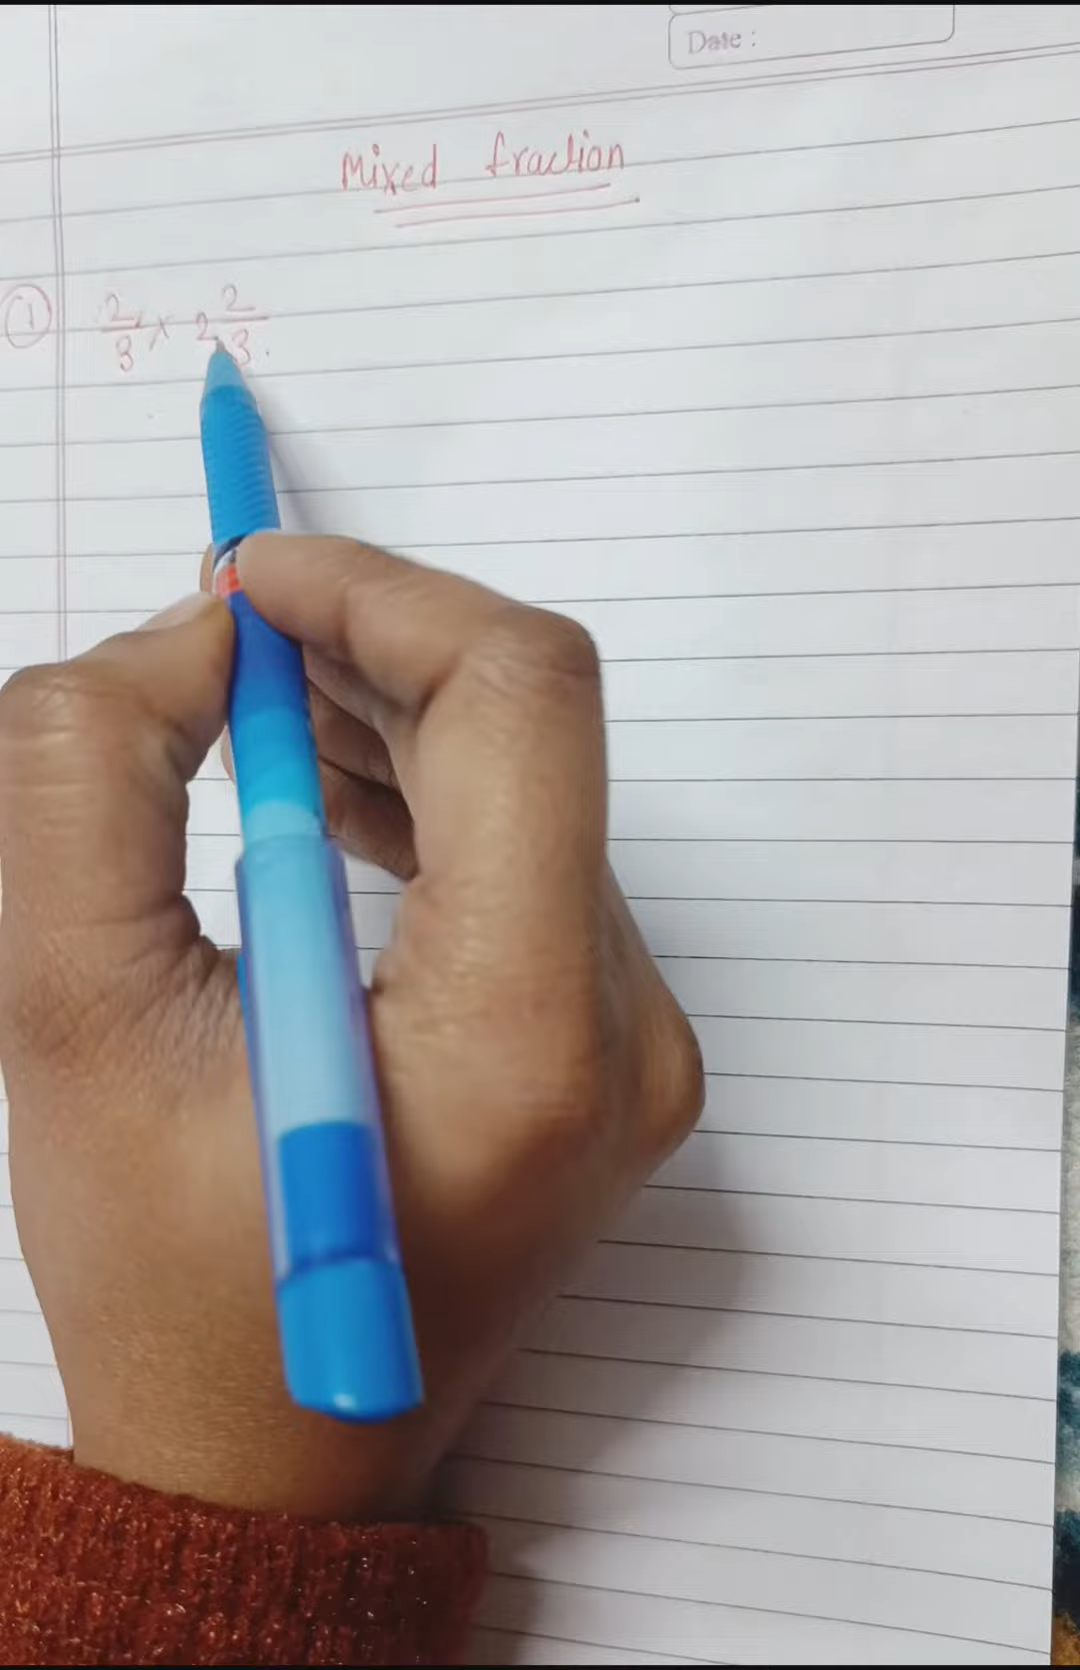 Date :
Mixed fraction
① 2/3 x 2 2/3.